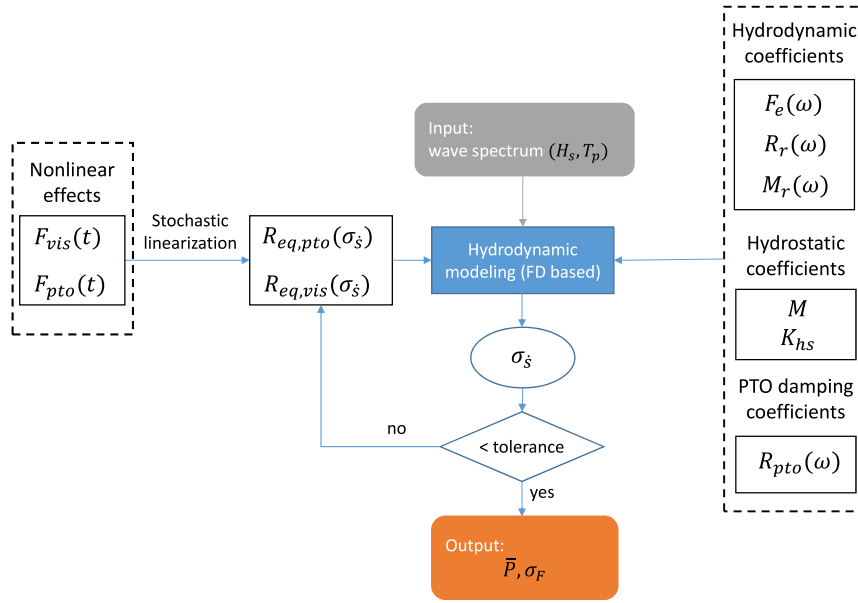 Nonlinear
effects
F_vis(t)
F_pto(t)
Stochastic
linearization
R_eq,pto(σ_ṡ)
R_eq,vis(σ_ṡ)
Input:
wave spectrum (H_s, T_p)
Hydrodynamic
modeling (FD based)
σ_ṡ
< tolerance
no
yes
Output:
P̄, σ_F
Hydrodynamic
coefficients
F_e(ω)
R_r(ω)
M_r(ω)
Hydrostatic
coefficients
M
K_hs
PTO damping
coefficients
R_pto(ω)